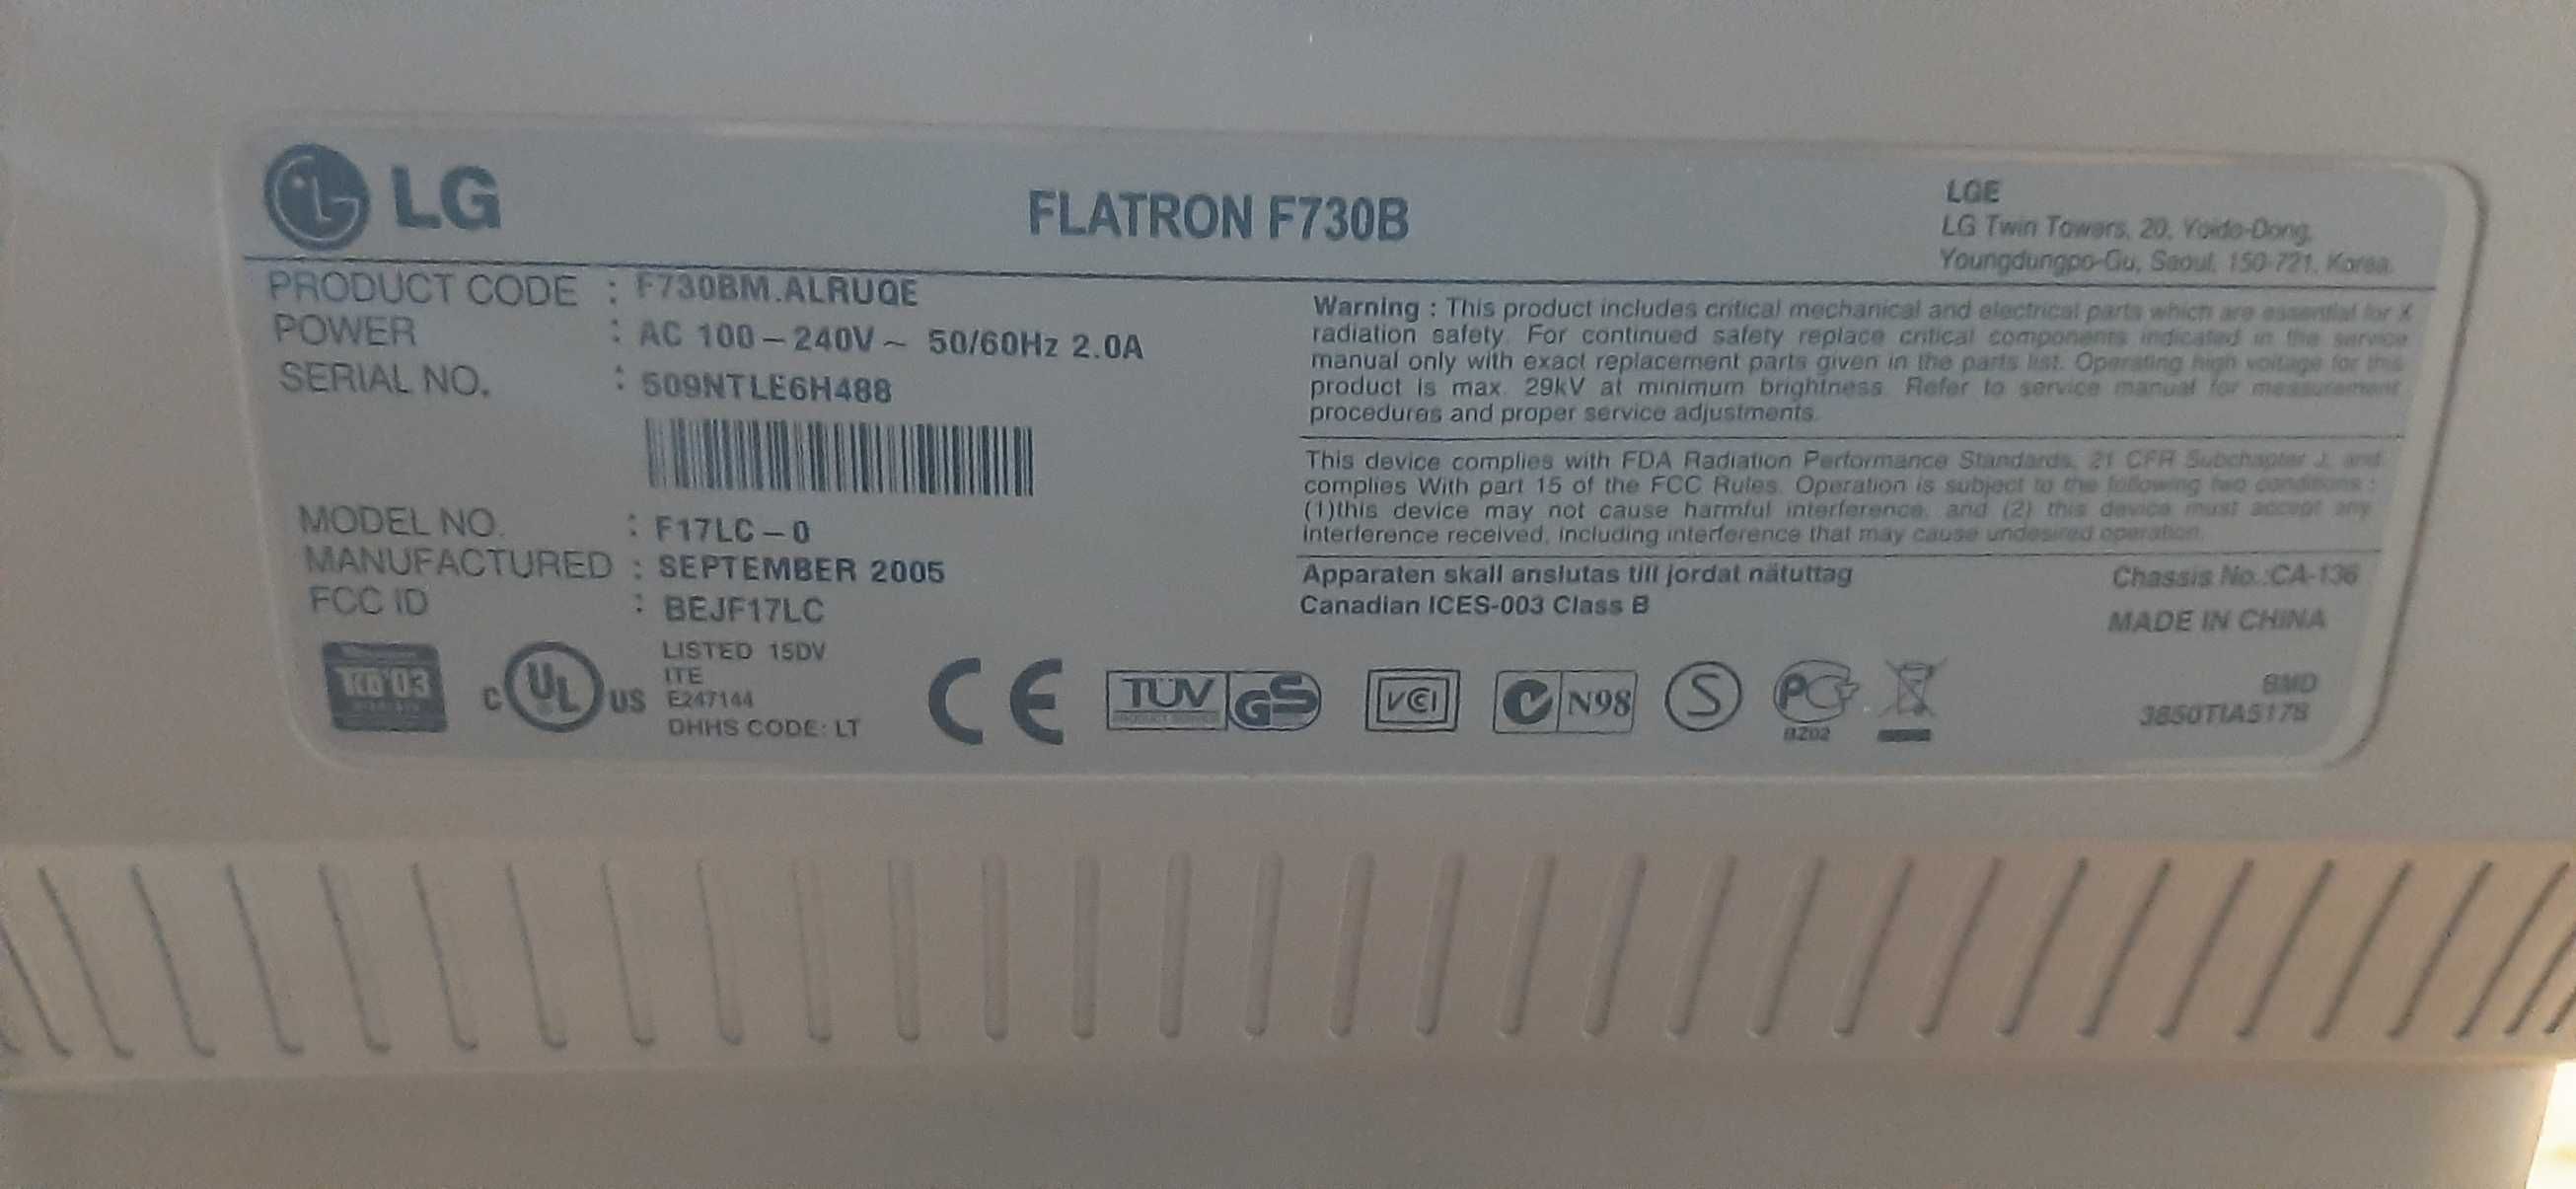 LG
FLATRON F730B
LGE
LG Twin Towers, 20, Yoido-Dong,
Youngdungpo-Gu, Seoul, 150-721, Korea.
PRODUCT CODE : F730BM.ALRUQE
POWER : AC 100–240V~ 50/60Hz 2.0A
SERIAL NO. : 509NTLE6H488
MODEL NO. : F17LC–0
MANUFACTURED : SEPTEMBER 2005
FCC ID : BEJF17LC
Warning : This product includes critical mechanical and electrical parts which are essential for X
radiation safety. For continued safety replace critical components indicated in the service
manual only with exact replacement parts given in the parts list. Operating high voltage for this
product is max. 29kV at minimum brightness. Refer to service manual for measurement
procedures and proper service adjustments.
This device complies with FDA Radiation Performance Standards, 21 CFR Subchapter J, and
complies With part 15 of the FCC Rules. Operation is subject to the following two conditions :
(1)this device may not cause harmful interference, and (2) this device must accept any
interference received, including interference that may cause undesired operation.
Apparaten skall anslutas till jordat nätuttag
Canadian ICES-003 Class B
Chassis No.:CA-136
MADE IN CHINA
TCO'03
C UL US
LISTED 15DV
ITE
E247144
DHHS CODE: LT
CE
TÜV GS
PRODUCT SERVICE
VCI
N98
S
PC
BZ02
BMD
3850TIA517B